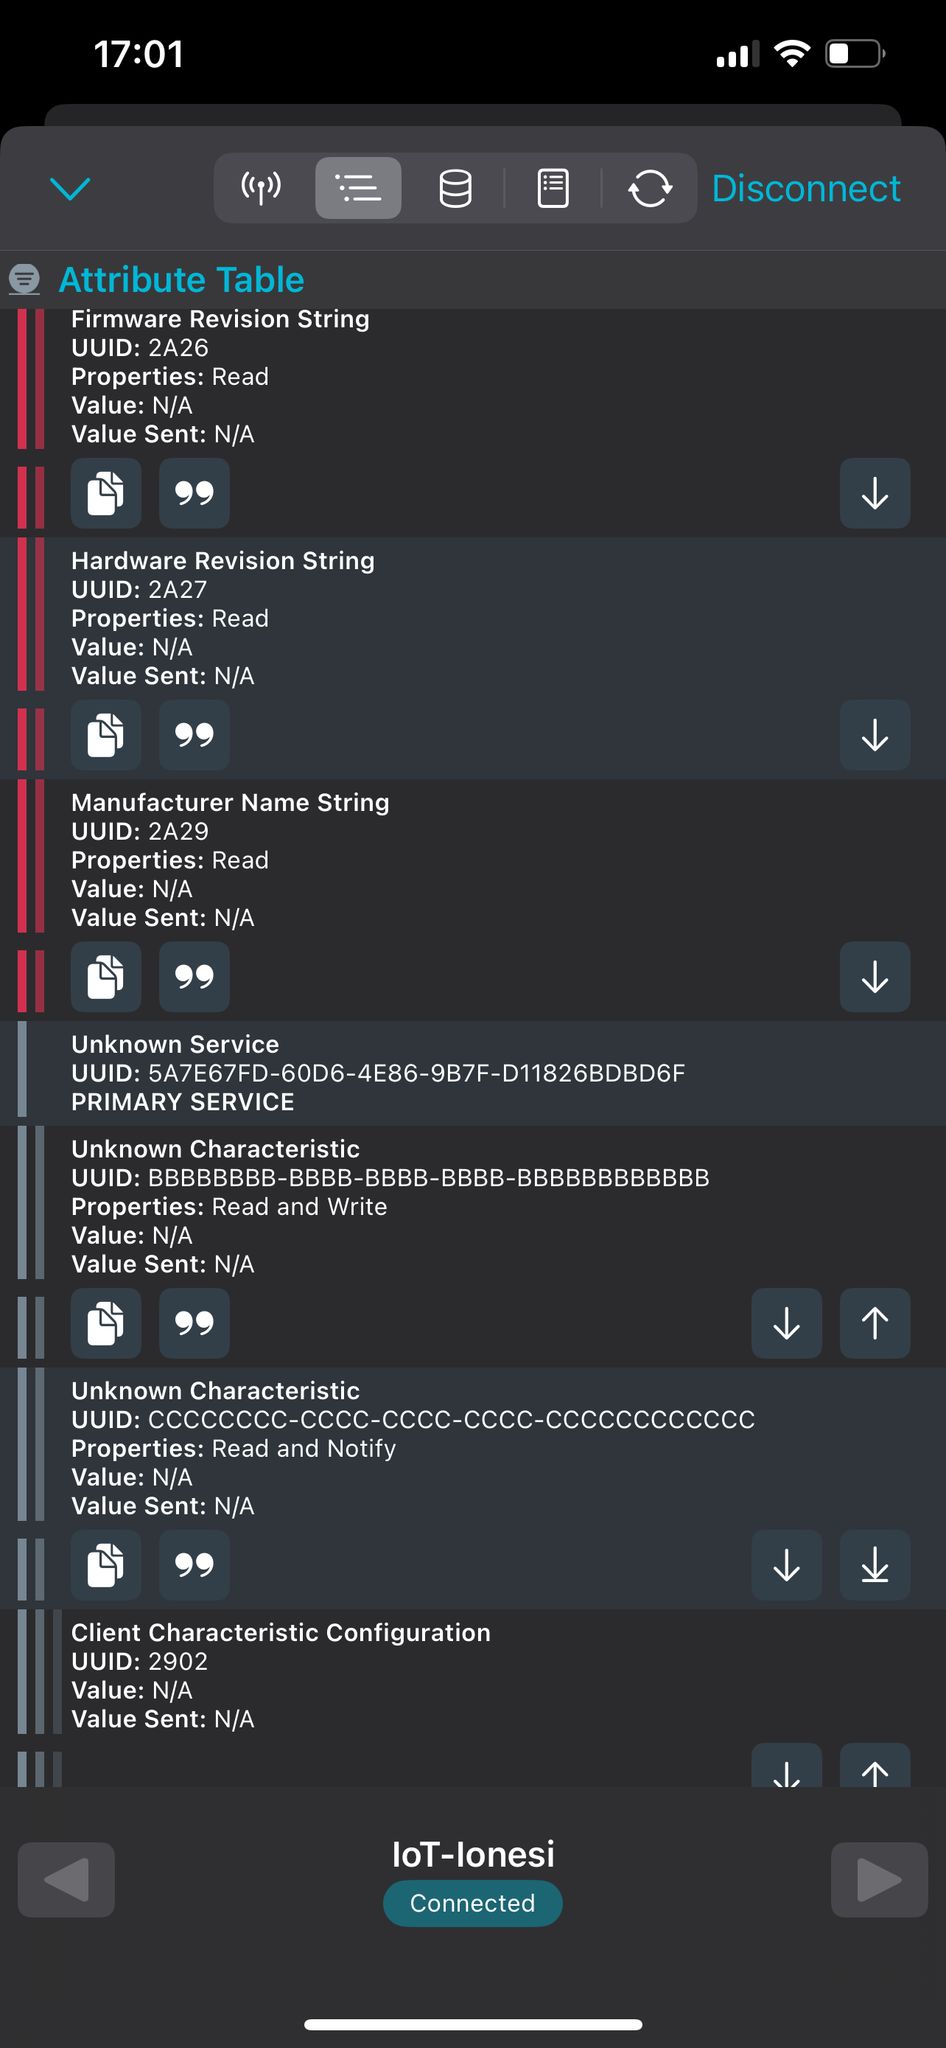 17:01
Disconnect
Attribute Table
Firmware Revision String
UUID: 2A26
Properties: Read
Value: N/A
Value Sent: N/A
Hardware Revision String
UUID: 2A27
Properties: Read
Value: N/A
Value Sent: N/A
Manufacturer Name String
UUID: 2A29
Properties: Read
Value: N/A
Value Sent: N/A
Unknown Service
UUID: 5A7E67FD-60D6-4E86-9B7F-D11826BDBD6F
PRIMARY SERVICE
Unknown Characteristic
UUID: BBBBBBBB-BBBB-BBBB-BBBB-BBBBBBBBBBBB
Properties: Read and Write
Value: N/A
Value Sent: N/A
Unknown Characteristic
UUID: CCCCCCCC-CCCC-CCCC-CCCC-CCCCCCCCCCCC
Properties: Read and Notify
Value: N/A
Value Sent: N/A
Client Characteristic Configuration
UUID: 2902
Value: N/A
Value Sent: N/A
IoT-Ionesi
Connected